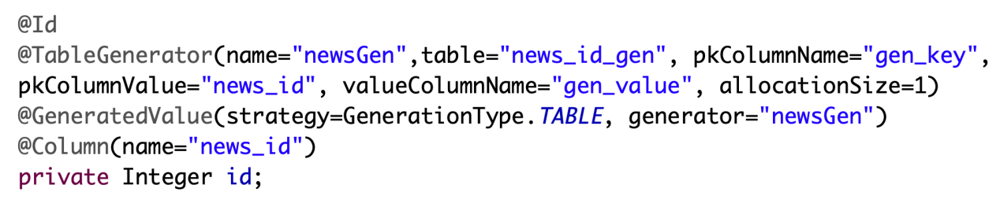 @Id
@TableGenerator(name="newsGen",table="news_id_gen", pkColumnName="gen_key",
pkColumnValue="news_id", valueColumnName="gen_value", allocationSize=1)
@GeneratedValue(strategy=GenerationType.TABLE, generator="newsGen")
@Column(name="news_id")
private Integer id;